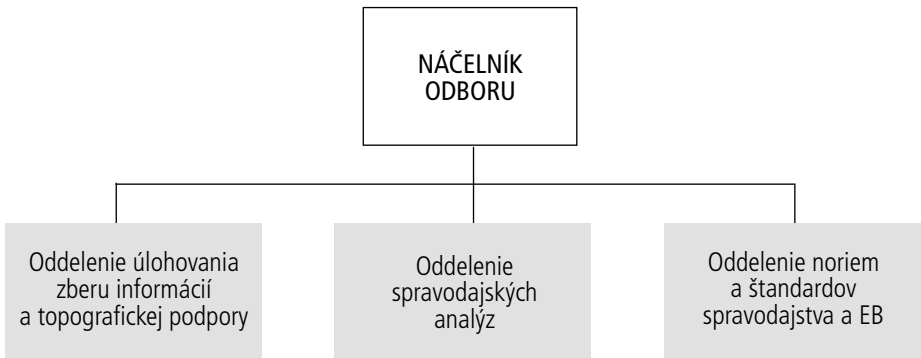 NÁČELNÍK
ODBORU
Oddelenie úlohovania
zberu informácií
a topografickej podpory
Oddelenie
spravodajských
analýz
Oddelenie noriem
a štandardov
spravodajstva a EB